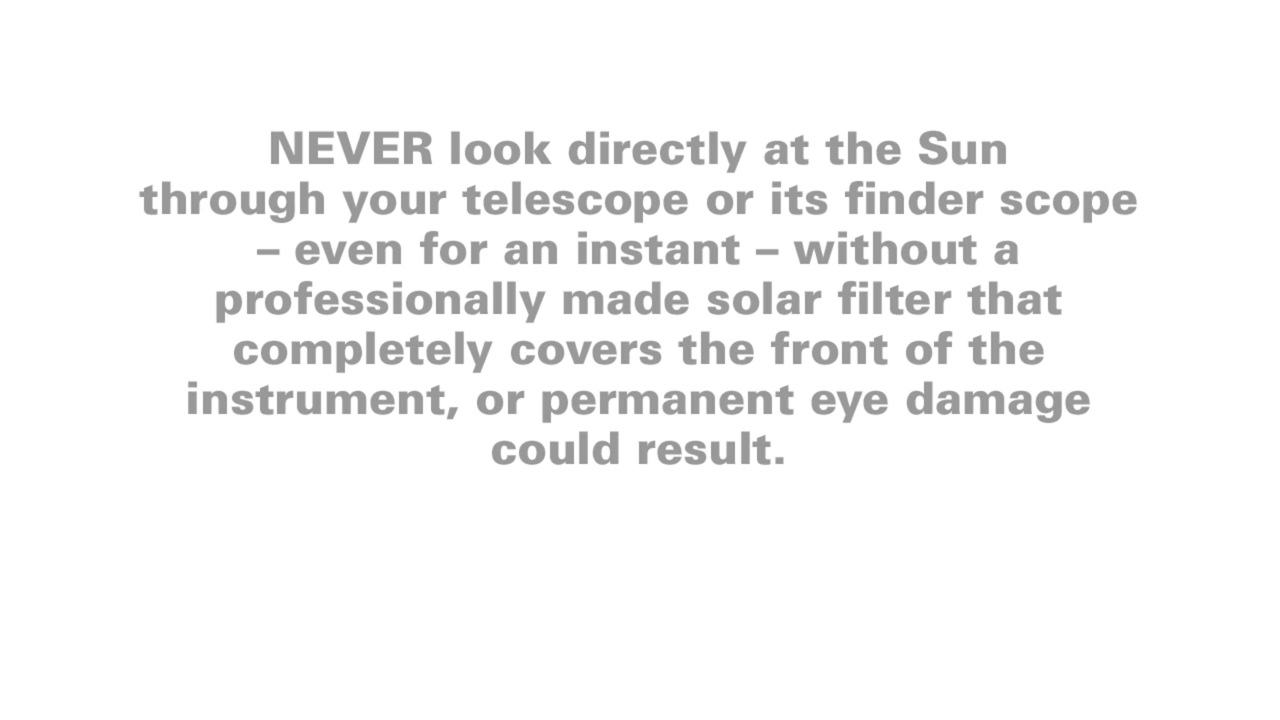 NEVER look directly at the Sun
through your telescope or its finder scope
– even for an instant – without a
professionally made solar filter that
completely covers the front of the
instrument, or permanent eye damage
could result.